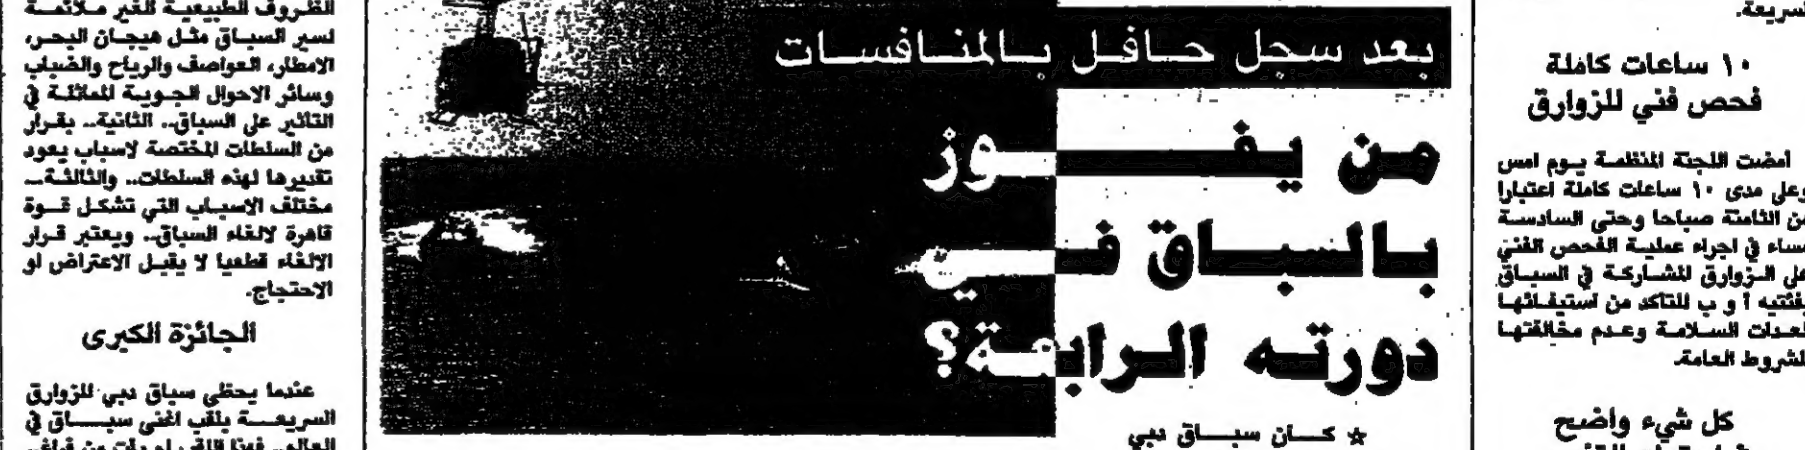 السريعة.
١٠ ساعات كاملة
فحص فني للزوارق
أمضت اللجنة المنظمة يوم امس
وعلى مدى ١٠ ساعات كاملة اعتبارا
من الثامنة صباحا وحتى السادسة
مساء في اجراء عملية الفحص الفني
على الزوارق المشاركة في السباق
بفئتيه أ و ب للتاكد من استيفائها
لمعدات السلامة وعدم مخالفتها
للشروط العامة.
كل شيء واضح
بعد سجل حافل بالمنافسات
من يفوز
بالسباق في
دورته الرابعة؟
★ كان سباق دبي
الظروف الطبيعية الغير ملائمة
لسير السباق مثل هيجان البحر،
الامطار، العواصف والرياح والضباب
وسائر الاحوال الجوية المماثلة في
التأثير على السباق.. الثانية.. بقرار
من السلطات المختصة لاسباب يعود
تقديرها لهذه السلطات.. والثالثة..
مختلف الاسباب التي تشكل قوة
قاهرة لالغاء السباق.. ويعتبر قرار
الالغاء قطعيا لا يقبل الاعتراض او
الاحتجاج.
الجائزة الكبرى
عندما يحظى سباق دبي للزوارق
السريعة بلقب اغنى سباق في